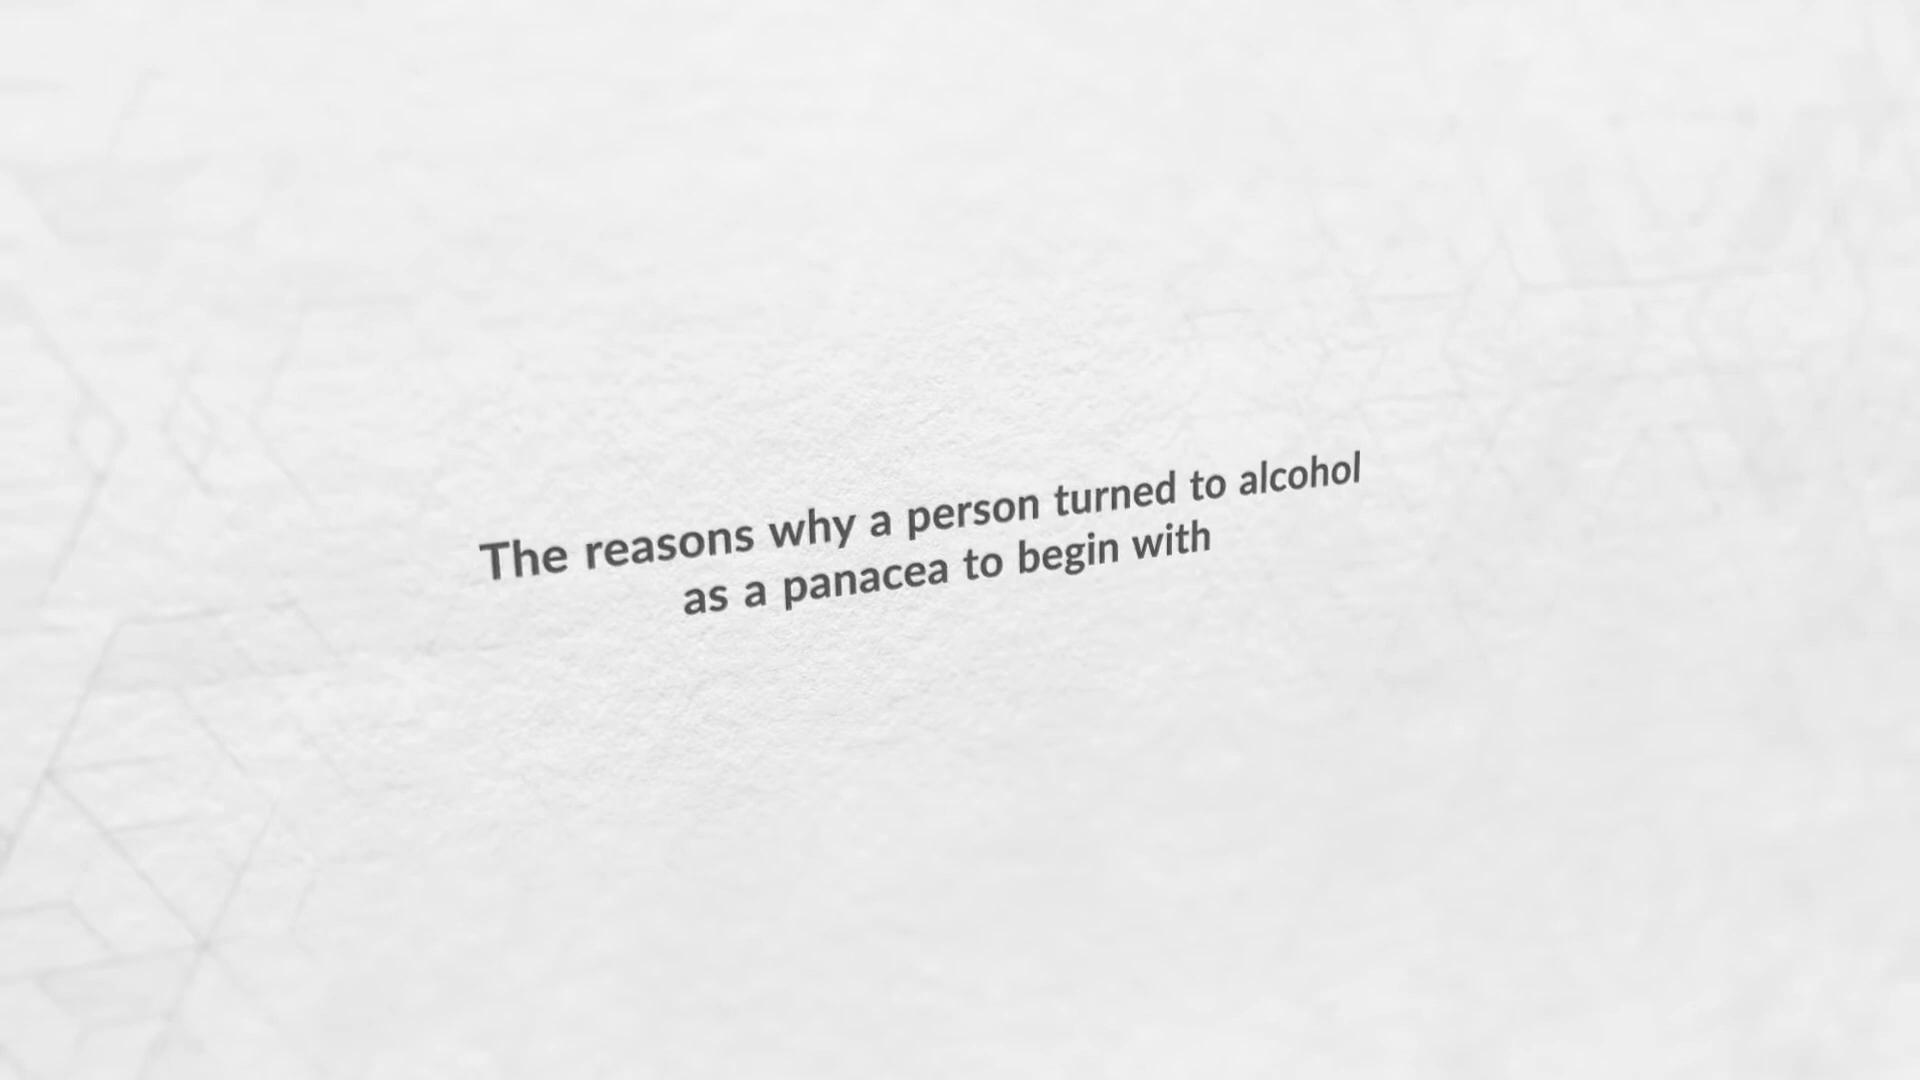 The reasons why a person turned to alcohol
as a panacea to begin with